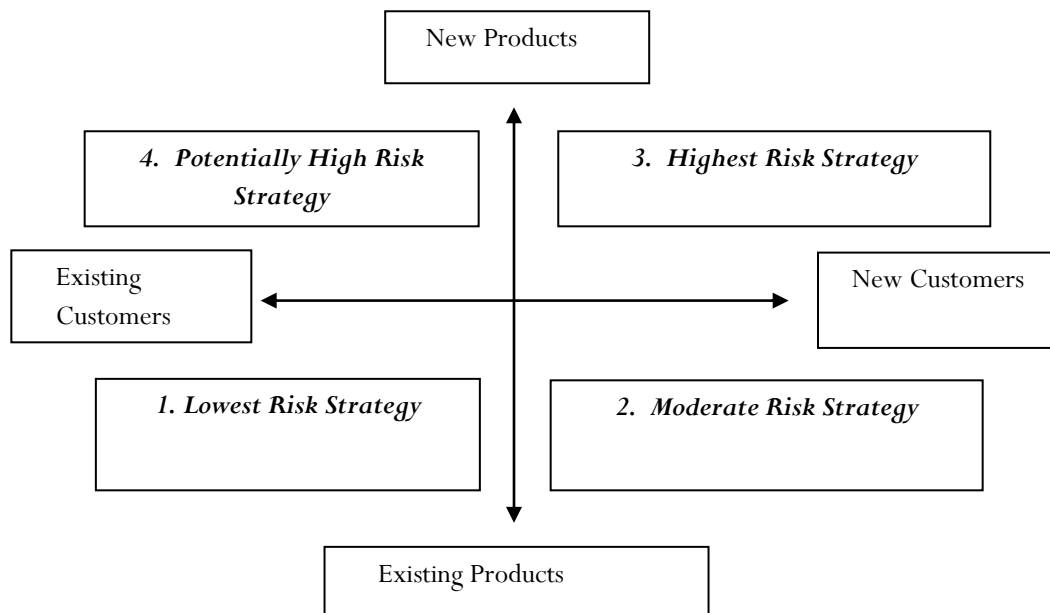 New Products
4. Potentially High Risk
Strategy
3. Highest Risk Strategy
Existing
Customers
New Customers
1. Lowest Risk Strategy
2. Moderate Risk Strategy
Existing Products